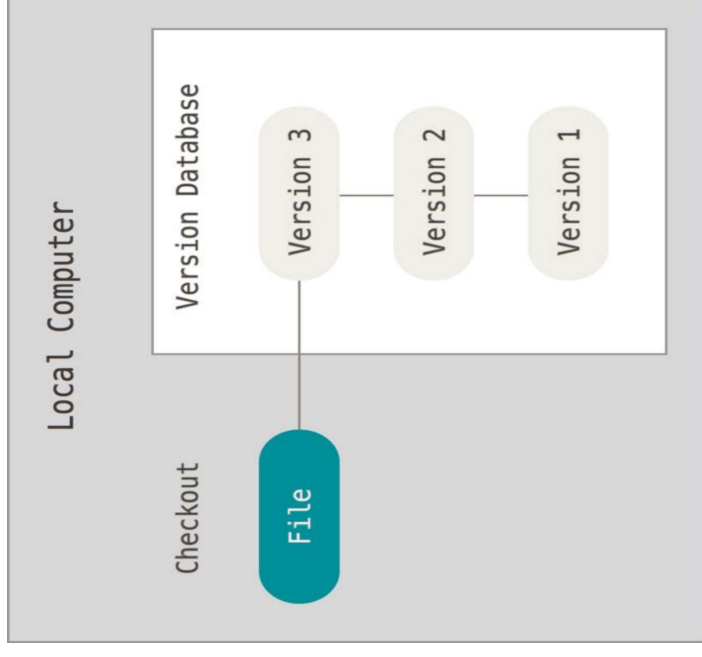 Local Computer
Checkout
Version Database
File
Version 3
Version 2
Version 1